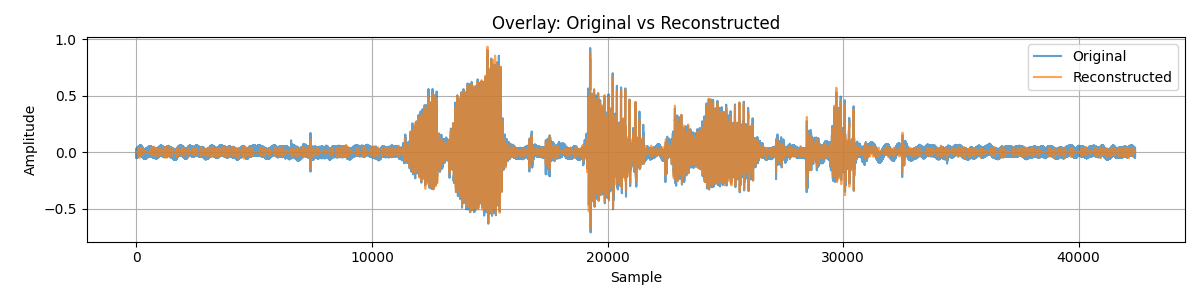 Overlay: Original vs Reconstructed
Original
Reconstructed
1.0
0.5
0.0
−0.5
Amplitude
0
10000
20000
30000
40000
Sample